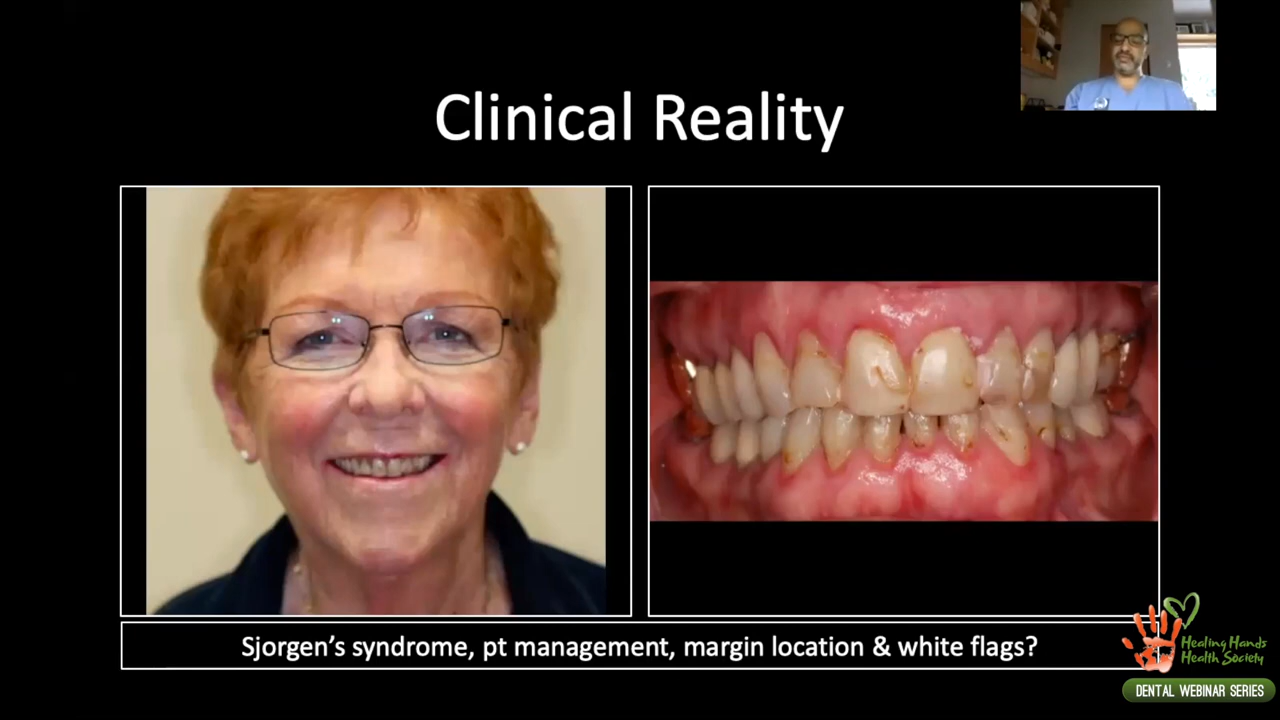 Clinical Reality
Sjorgen's syndrome, pt management, margin location & white flags?
Healing Hands
Health Society
DENTAL WEBINAR SERIES